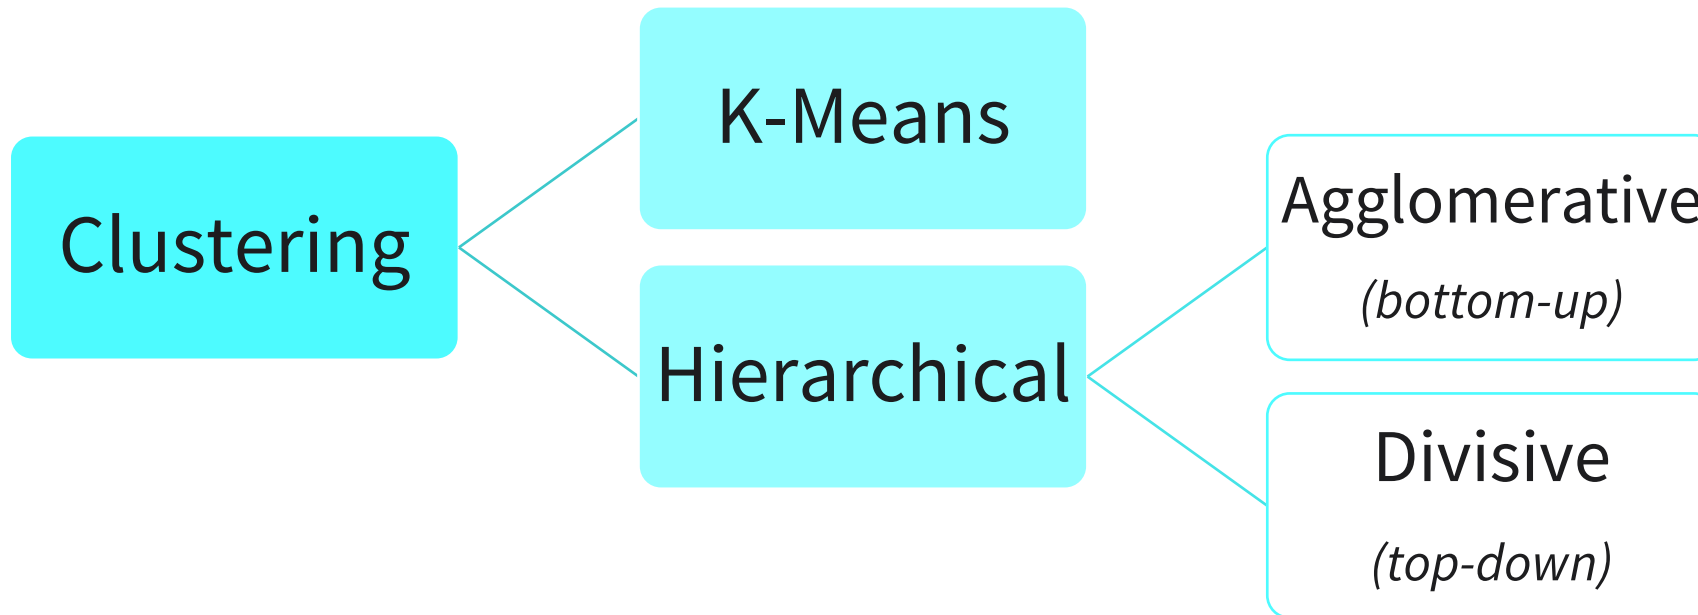 Clustering
K-Means
Hierarchical
Agglomerative
(bottom-up)
Divisive
(top-down)